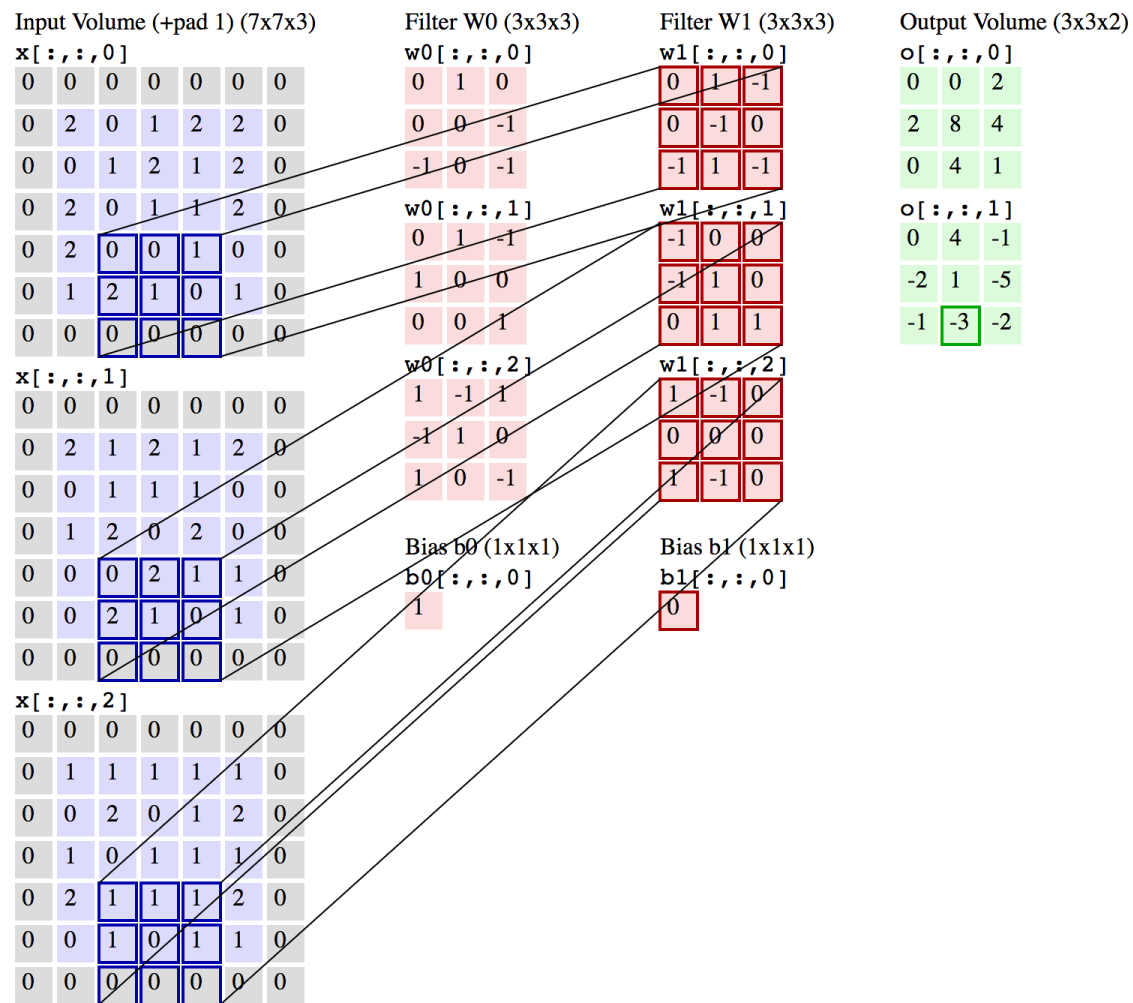 Input Volume (+pad 1) (7x7x3)
x[:,:,0]
0 0 0 0 0 0 0
0 2 0 1 2 2 0
0 0 1 2 1 2 0
0 2 0 1 1 2 0
0 2 0 0 1 0 0
0 1 2 1 0 1 0
0 0 0 0 0 0 0
x[:,:,1]
0 0 0 0 0 0 0
0 2 1 2 1 2 0
0 0 1 1 1 0 0
0 1 2 0 2 0 0
0 0 0 2 1 1 0
0 0 2 1 0 1 0
0 0 0 0 0 0 0
x[:,:,2]
0 0 0 0 0 0 0
0 1 1 1 1 1 0
0 0 2 0 1 2 0
0 1 0 1 1 1 0
0 2 1 1 1 2 0
0 0 1 0 1 1 0
0 0 0 0 0 0 0
Filter W0 (3x3x3)
w0[:,:,0]
0 1 0
0 0 -1
-1 0 -1
w0[:,:,1]
0 1 -1
1 0 0
0 0 1
w0[:,:,2]
1 -1 1
-1 1 0
1 0 -1
Bias b0 (1x1x1)
b0[:,:,0]
1
Filter W1 (3x3x3)
w1[:,:,0]
0 1 -1
0 -1 0
-1 1 -1
w1[:,:,1]
-1 0 0
-1 1 0
0 1 1
w1[:,:,2]
1 -1 0
0 0 0
1 -1 0
Bias b1 (1x1x1)
b1[:,:,0]
0
Output Volume (3x3x2)
o[:,:,0]
0 0 2
2 8 4
0 4 1
o[:,:,1]
0 4 -1
-2 1 -5
-1 -3 -2